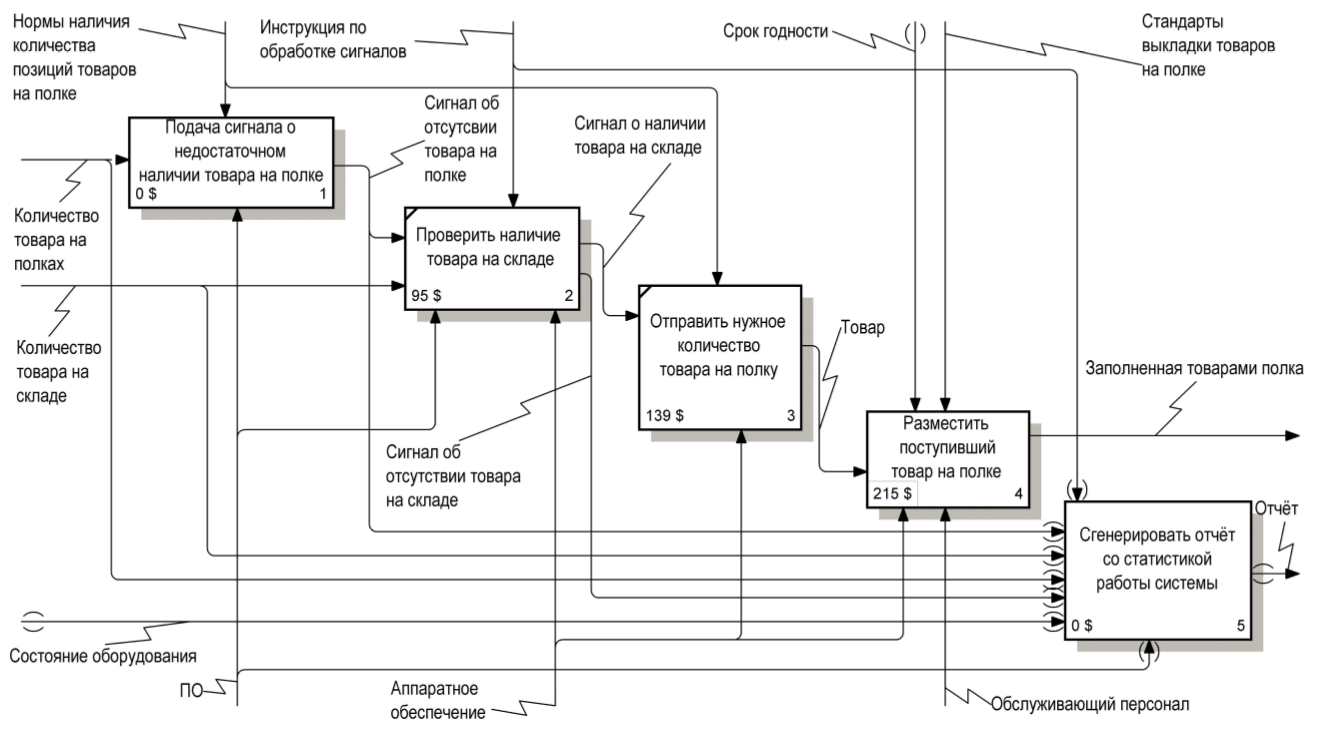 Нормы наличия
количества
позиций товаров
на полке
Инструкция по
обработке сигналов
Срок годности
Стандарты
выкладки товаров
на полке
Подача сигнала о
недостаточном
наличии товара на полке
0 $ 1
Сигнал об
отсутсвии
товара на
полке
Сигнал о наличии
товара на складе
Количество
товара на
полках
Проверить наличие
товара на складе
95 $ 2
Количество
товара на
складе
Отправить нужное
количество
товара на полку
139 $ 3
Товар
Заполненная товарами полка
Сигнал об
отсутствии товара
на складе
Разместить
поступивший
товар на полке
215 $ 4
Отчёт
Сгенерировать отчёт
со статистикой
работы системы
0 $ 5
Состояние оборудования
ПО
Аппаратное
обеспечение
Обслуживающий персонал